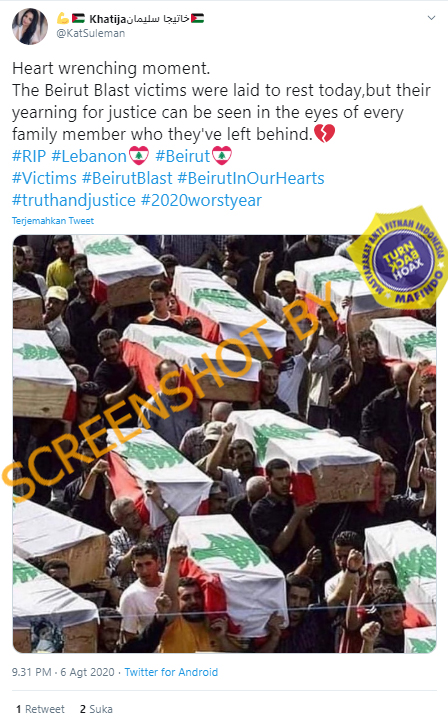 💪🇵🇸 Khatijaخاتيجا سليمان🇵🇸
@KatSuleman
Heart wrenching moment.
The Beirut Blast victims were laid to rest today,but their
yearning for justice can be seen in the eyes of every
family member who they've left behind.💔
#RIP #Lebanon #Beirut
#Victims #BeirutBlast #BeirutInOurHearts
#truthandjustice #2020worstyear
Terjemahkan Tweet
MASYARAKAT ANTI FITNAH INDONESIA
TURN
BACK
HOAX
MAFINDO
SCREENSHOT BY
9.31 PM · 6 Agt 2020 · Twitter for Android
1 Retweet 2 Suka